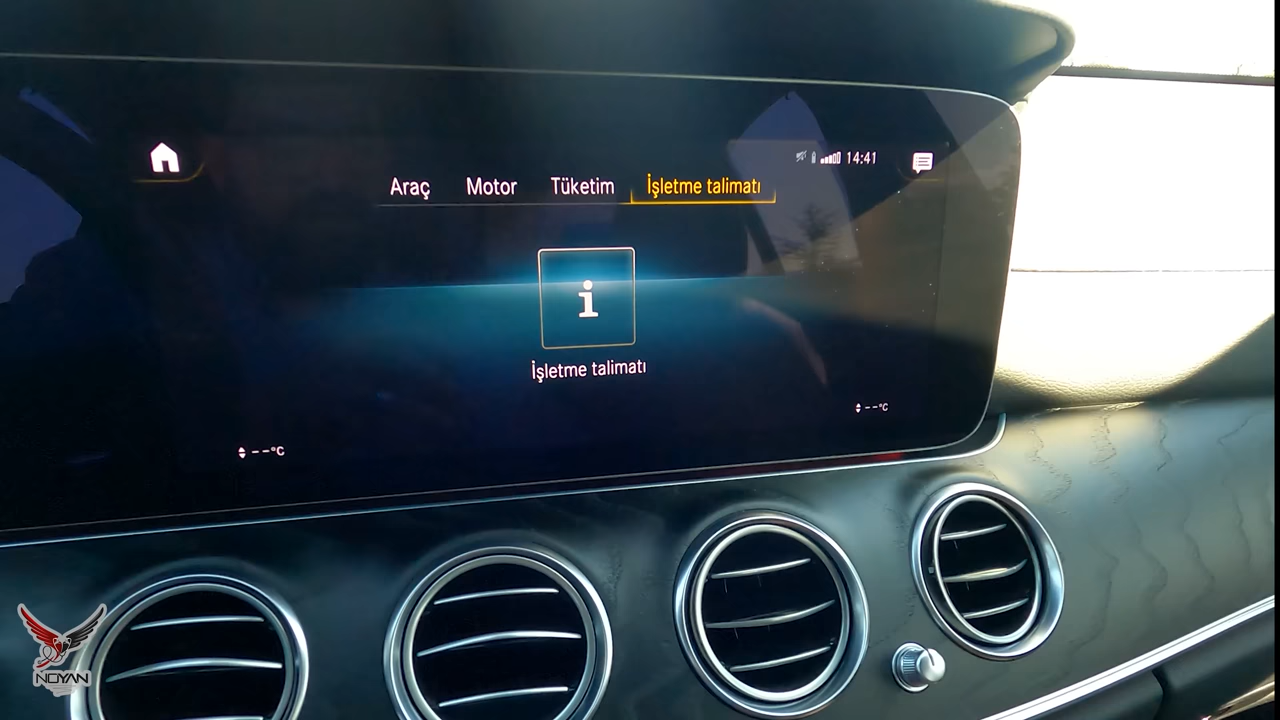 14:41
Araç Motor Tüketim İşletme talimatı
i
İşletme talimatı
--°C
--°C
NOYAN